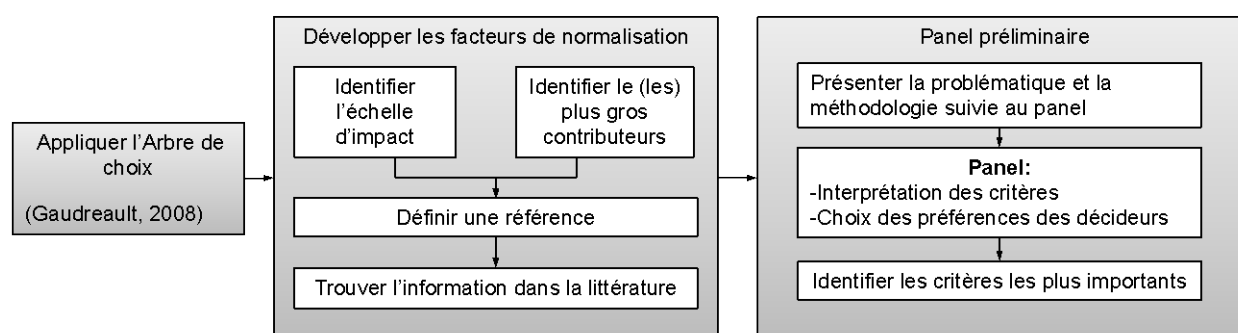 Appliquer l'Arbre de
choix
(Gaudreault, 2008)
Développer les facteurs de normalisation
Identifier
l'échelle
d'impact
Identifier le (les)
plus gros
contributeurs
Définir une référence
Trouver l'information dans la littérature
Panel préliminaire
Présenter la problématique et la
méthodologie suivie au panel
Panel:
-Interprétation des critères
-Choix des préférences des décideurs
Identifier les critères les plus importants